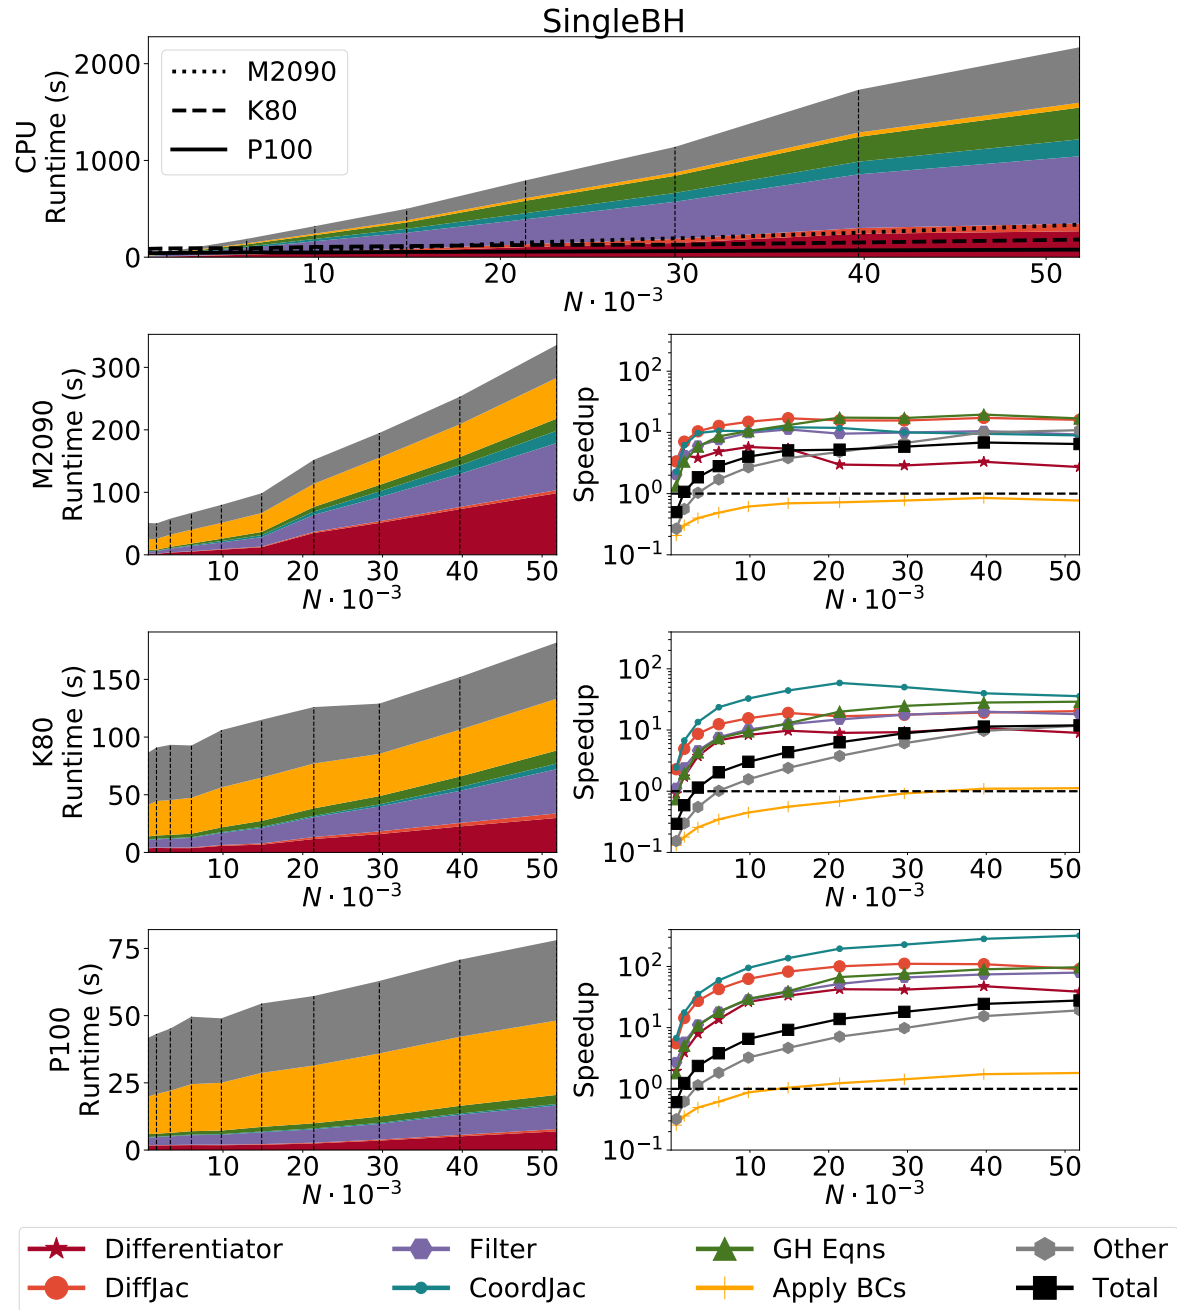 SingleBH
CPU
Runtime (s)
2000
1000
0
M2090
K80
P100
10 20 30 40 50
N · 10⁻³
M2090
Runtime (s)
300
200
100
0
10 20 30 40 50
N · 10⁻³
Speedup
10²
10¹
10⁰
10⁻¹
10 20 30 40 50
N · 10⁻³
K80
Runtime (s)
150
100
50
0
10 20 30 40 50
N · 10⁻³
Speedup
10²
10¹
10⁰
10⁻¹
10 20 30 40 50
N · 10⁻³
P100
Runtime (s)
75
50
25
0
10 20 30 40 50
N · 10⁻³
Speedup
10²
10¹
10⁰
10⁻¹
10 20 30 40 50
N · 10⁻³
Differentiator Filter GH Eqns Other
DiffJac CoordJac Apply BCs Total